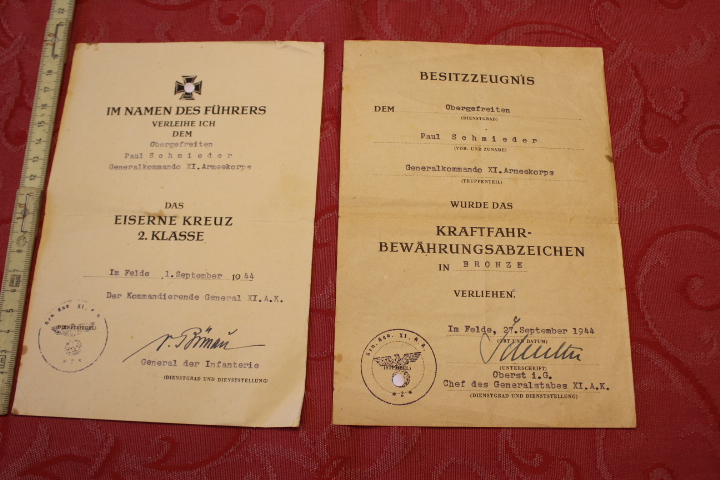 IM NAMEN DES FÜHRERS
VERLEIHE ICH
DEM
Obergefreiten
Paul Schmieder
Generalkommando XI.Armeekorps
DAS
EISERNE KREUZ
2. KLASSE
Im Felde 1.September 1944
Der Kommandierende General XI.A.K.
General der Infanterie
(DIENSTGRAD UND DIENSTSTELLUNG)
BESITZZEUGNIS
DEM Obergefreiten
(DIENSTGRAD)
Paul Schmieder
(VOR- UND ZUNAME)
Generalkommando XI.Armeekorps
(TRUPPENTEIL)
WURDE DAS
KRAFTFAHR-
BEWÄHRUNGSABZEICHEN
IN BRONZE
VERLIEHEN.
Im Felde, 27.September 1944
(ORT UND DATUM)
(UNTERSCHRIFT)
Oberst i.G.
Chef des Generalstabes XI.A.K.
(DIENSTGRAD UND DIENSTSTELLUNG)